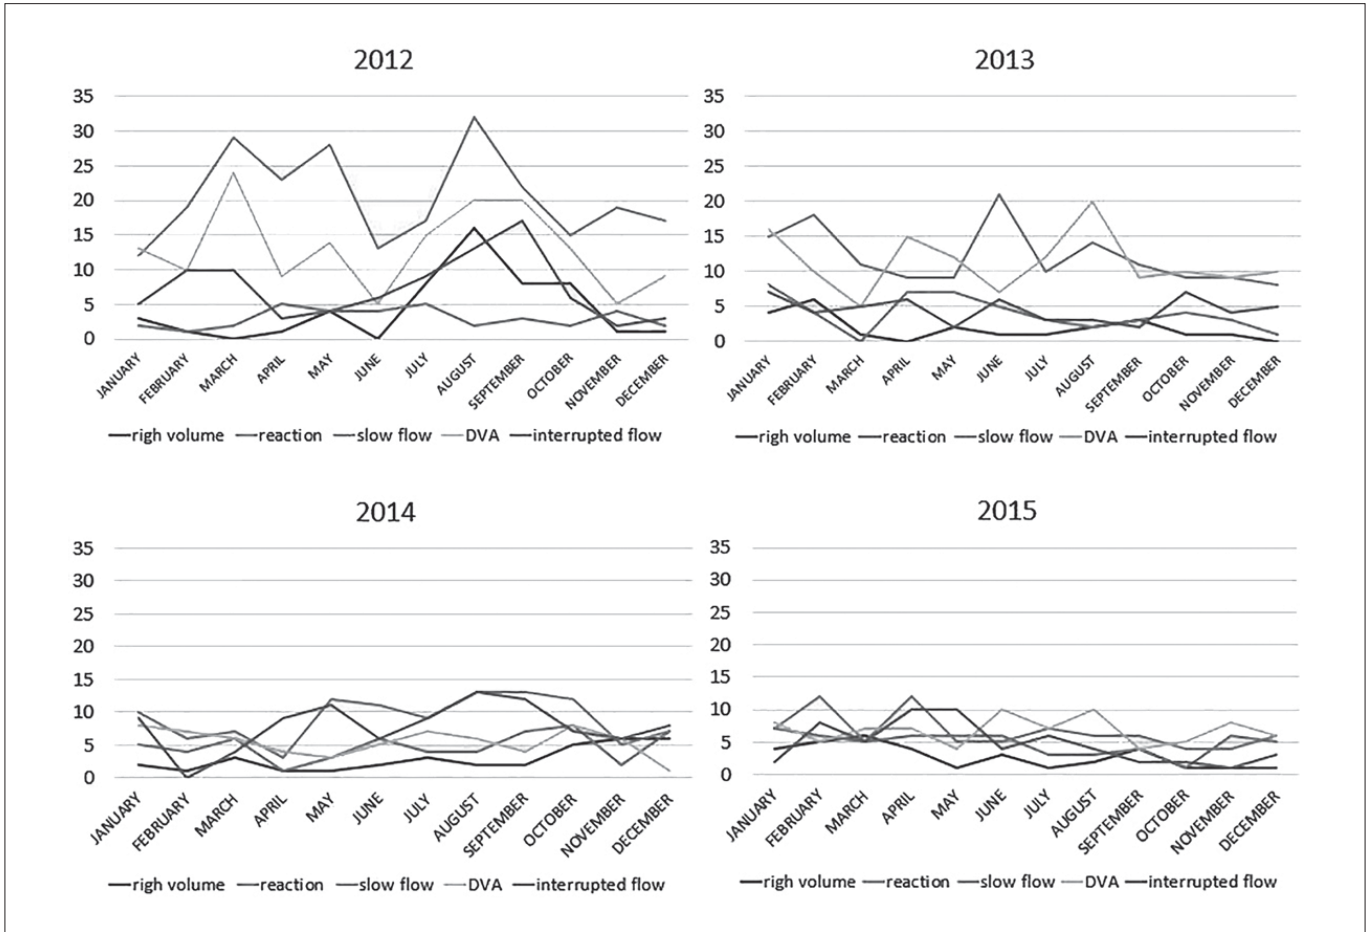 2012
35
30
25
20
15
10
5
0
JANUARY
FEBRUARY
MARCH
APRIL
MAY
JUNE
JULY
AUGUST
SEPTEMBER
OCTOBER
NOVEMBER
DECEMBER
righ volume reaction slow flow DVA interrupted flow
2013
35
30
25
20
15
10
5
0
JANUARY
FEBRUARY
MARCH
APRIL
MAY
JUNE
JULY
AUGUST
SEPTEMBER
OCTOBER
NOVEMBER
DECEMBER
righ volume reaction slow flow DVA interrupted flow
2014
35
30
25
20
15
10
5
0
JANUARY
FEBRUARY
MARCH
APRIL
MAY
JUNE
JULY
AUGUST
SEPTEMBER
OCTOBER
NOVEMBER
DECEMBER
righ volume reaction slow flow DVA interrupted flow
2015
35
30
25
20
15
10
5
0
JANUARY
FEBRUARY
MARCH
APRIL
MAY
JUNE
JULY
AUGUST
SEPTEMBER
OCTOBER
NOVEMBER
DECEMBER
righ volume reaction slow flow DVA interrupted flow